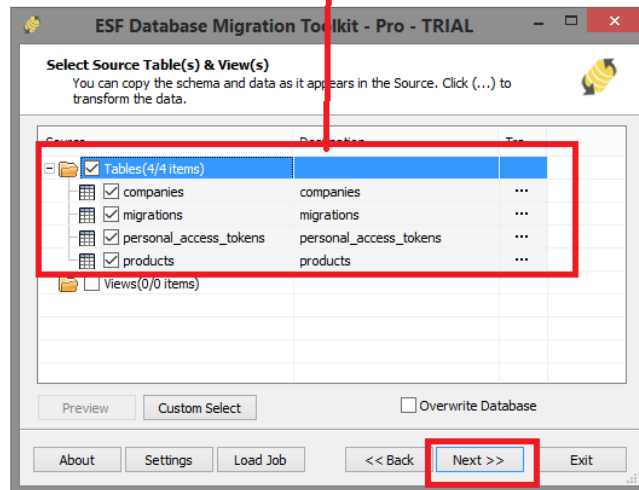 ESF Database Migration Toolkit - Pro - TRIAL
Select Source Table(s) & View(s)
You can copy the schema and data as it appears in the Source. Click (...) to
transform the data.
Source Destination Tra...
Tables(4/4 items)
companies companies ...
migrations migrations ...
personal_access_tokens personal_access_tokens ...
products products ...
Views(0/0 items)
Preview Custom Select Overwrite Database
About Settings Load Job << Back Next >> Exit